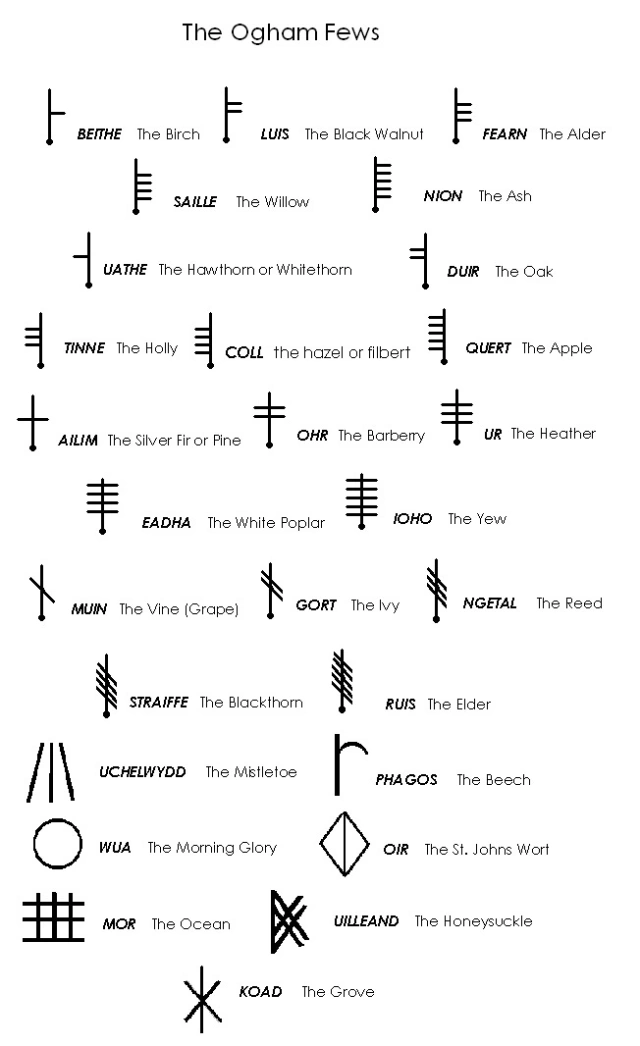 The Ogham Fews
BEITHE The Birch
LUIS The Black Walnut
FEARN The Alder
SAILLE The Willow
NION The Ash
UATHE The Hawthorn or Whitethorn
DUIR The Oak
TINNE The Holly
COLL the hazel or filbert
QUERT The Apple
AILIM The Silver Fir or Pine
OHR The Barberry
UR The Heather
EADHA The White Poplar
IOHO The Yew
MUIN The Vine (Grape)
GORT The Ivy
NGETAL The Reed
STRAIFFE The Blackthorn
RUIS The Elder
UCHELWYDD The Mistletoe
PHAGOS The Beech
WUA The Morning Glory
OIR The St. Johns Wort
MOR The Ocean
UILLEAND The Honeysuckle
KOAD The Grove